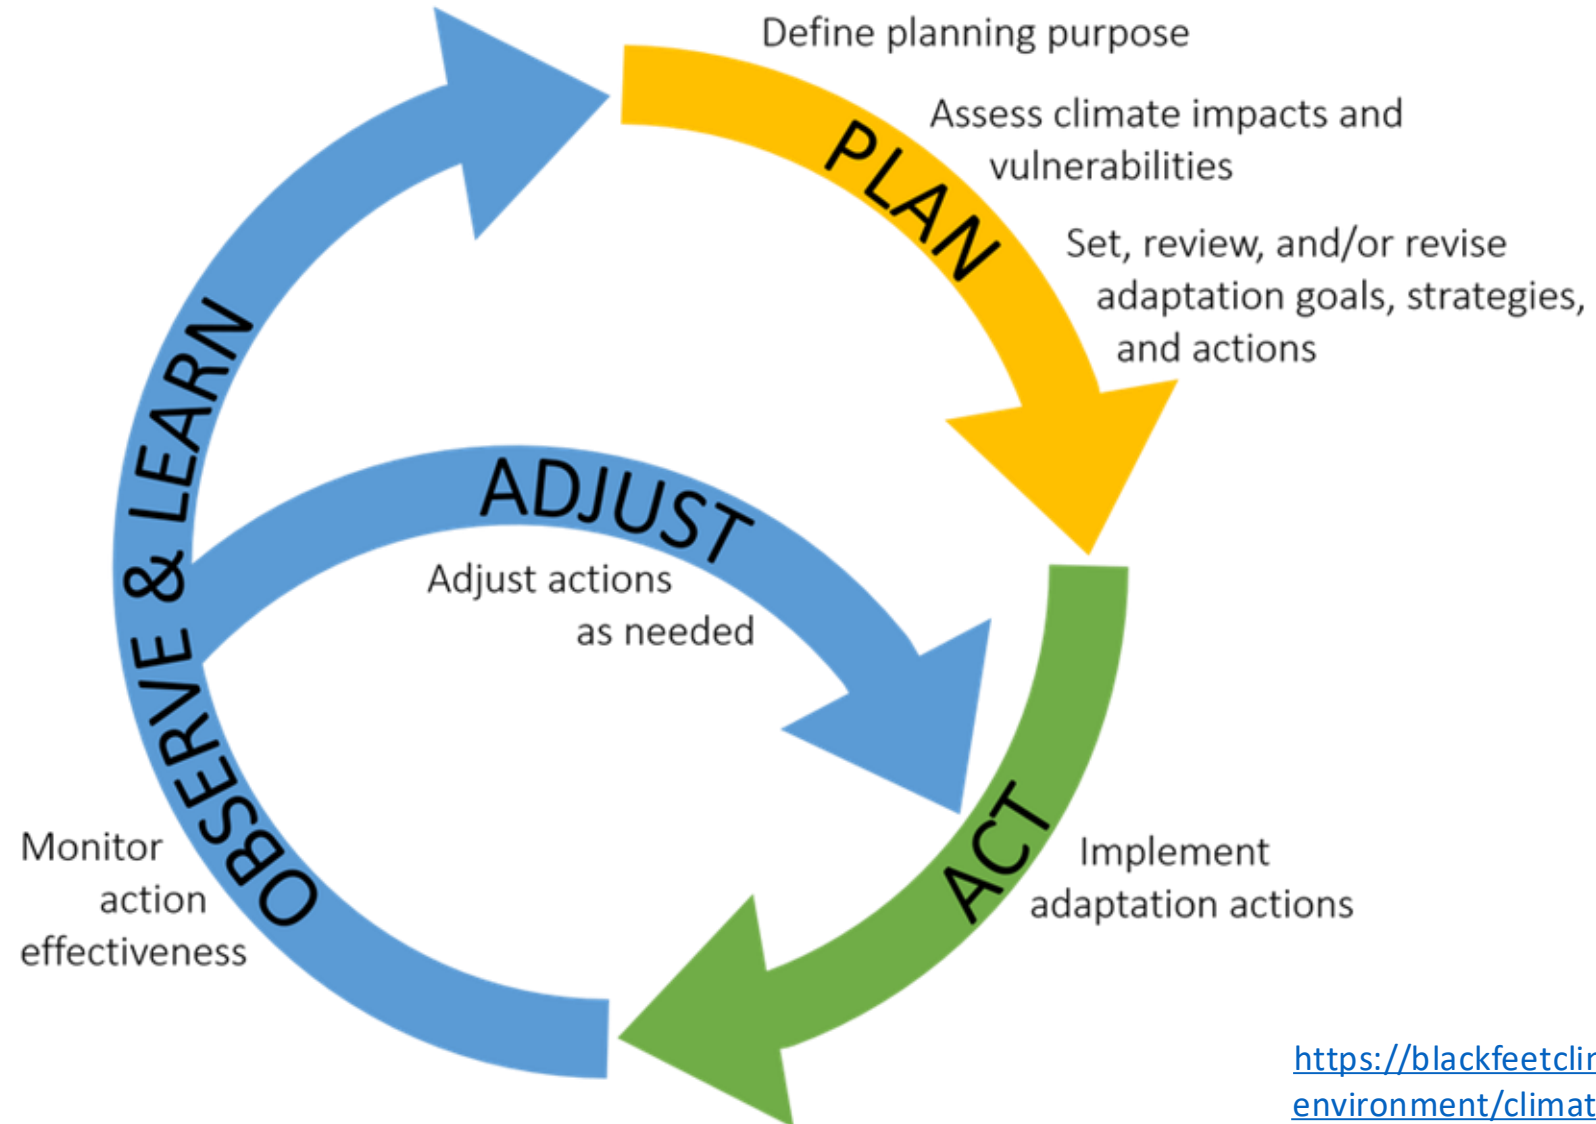 Define planning purpose
Assess climate impacts and
vulnerabilities
PLAN
Set, review, and/or revise
adaptation goals, strategies,
and actions
OBSERVE & LEARN
ADJUST
Adjust actions
as needed
ACT
Implement
adaptation actions
Monitor
action
effectiveness
https://blackfeetclim
environment/climat